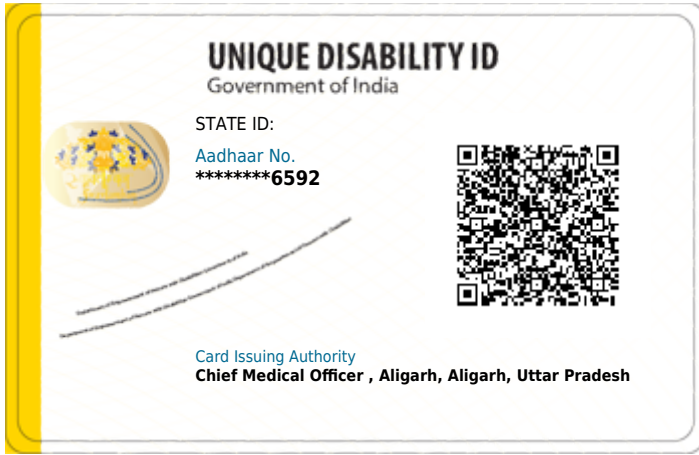 UNIQUE DISABILITY ID
Government of India
STATE ID:
Aadhaar No.
********6592
Card Issuing Authority
Chief Medical Officer , Aligarh, Aligarh, Uttar Pradesh